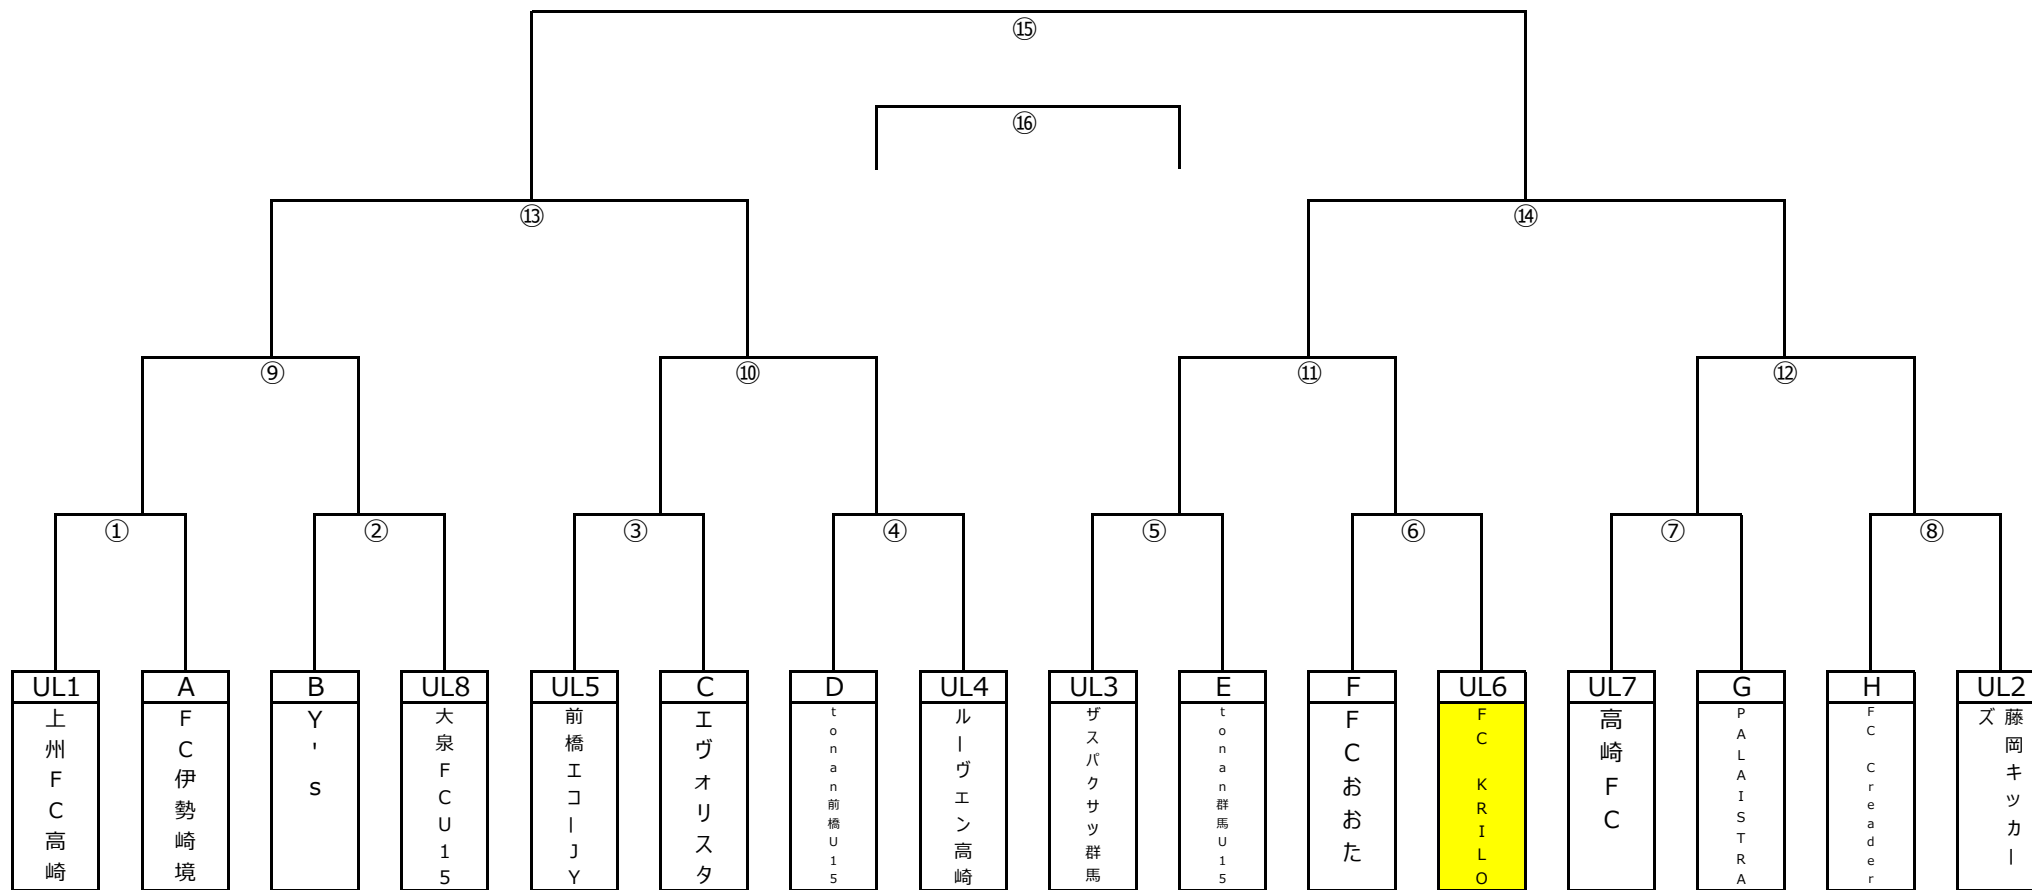 ⑮
⑯
⑬
⑭
⑨
⑩
⑪
⑫
①
②
③
④
⑤
⑥
⑦
⑧
UL1
A
B
UL8
UL5
C
D
UL4
UL3
E
F
UL6
UL7
G
H
UL2
上州FC高崎
FC伊勢崎境
Y's
大泉FCU15
前橋エコーJY
エヴォリスタ
tonan前橋U15
ルーヴェン高崎
ザスパクサツ群馬
tonan群馬U15
FCおおた
FC KRILO
高崎FC
PALAISTRA
FC Creader
藤岡キッカーズ